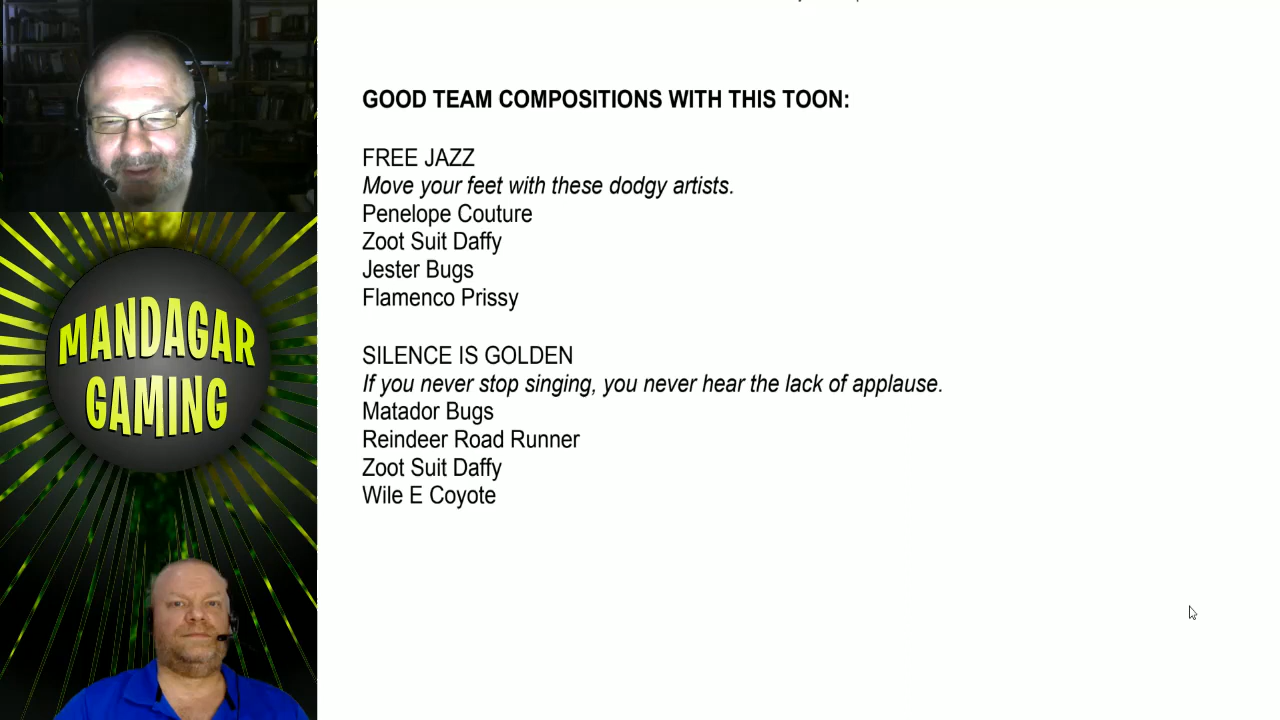 GOOD TEAM COMPOSITIONS WITH THIS TOON:
FREE JAZZ
Move your feet with these dodgy artists.
Penelope Couture
Zoot Suit Daffy
Jester Bugs
Flamenco Prissy
SILENCE IS GOLDEN
If you never stop singing, you never hear the lack of applause.
Matador Bugs
Reindeer Road Runner
Zoot Suit Daffy
Wile E Coyote
MANDAGAR
GAMING